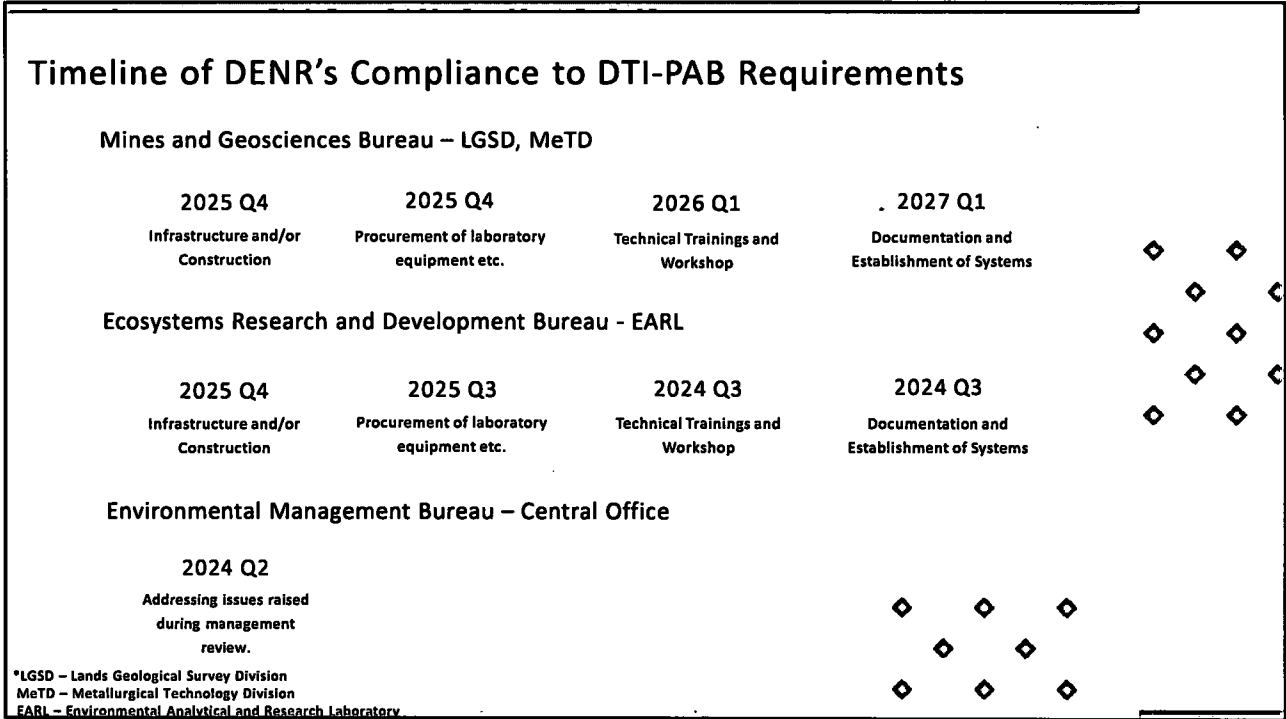 Timeline of DENR's Compliance to DTI-PAB Requirements
Mines and Geosciences Bureau – LGSD, MeTD
2025 Q4
Infrastructure and/or
Construction
2025 Q4
Procurement of laboratory
equipment etc.
2026 Q1
Technical Trainings and
Workshop
2027 Q1
Documentation and
Establishment of Systems
Ecosystems Research and Development Bureau - EARL
2025 Q4
Infrastructure and/or
Construction
2025 Q3
Procurement of laboratory
equipment etc.
2024 Q3
Technical Trainings and
Workshop
2024 Q3
Documentation and
Establishment of Systems
Environmental Management Bureau – Central Office
2024 Q2
Addressing issues raised
during management
review.
*LGSD – Lands Geological Survey Division
MeTD – Metallurgical Technology Division
EARL – Environmental Analytical and Research Laboratory